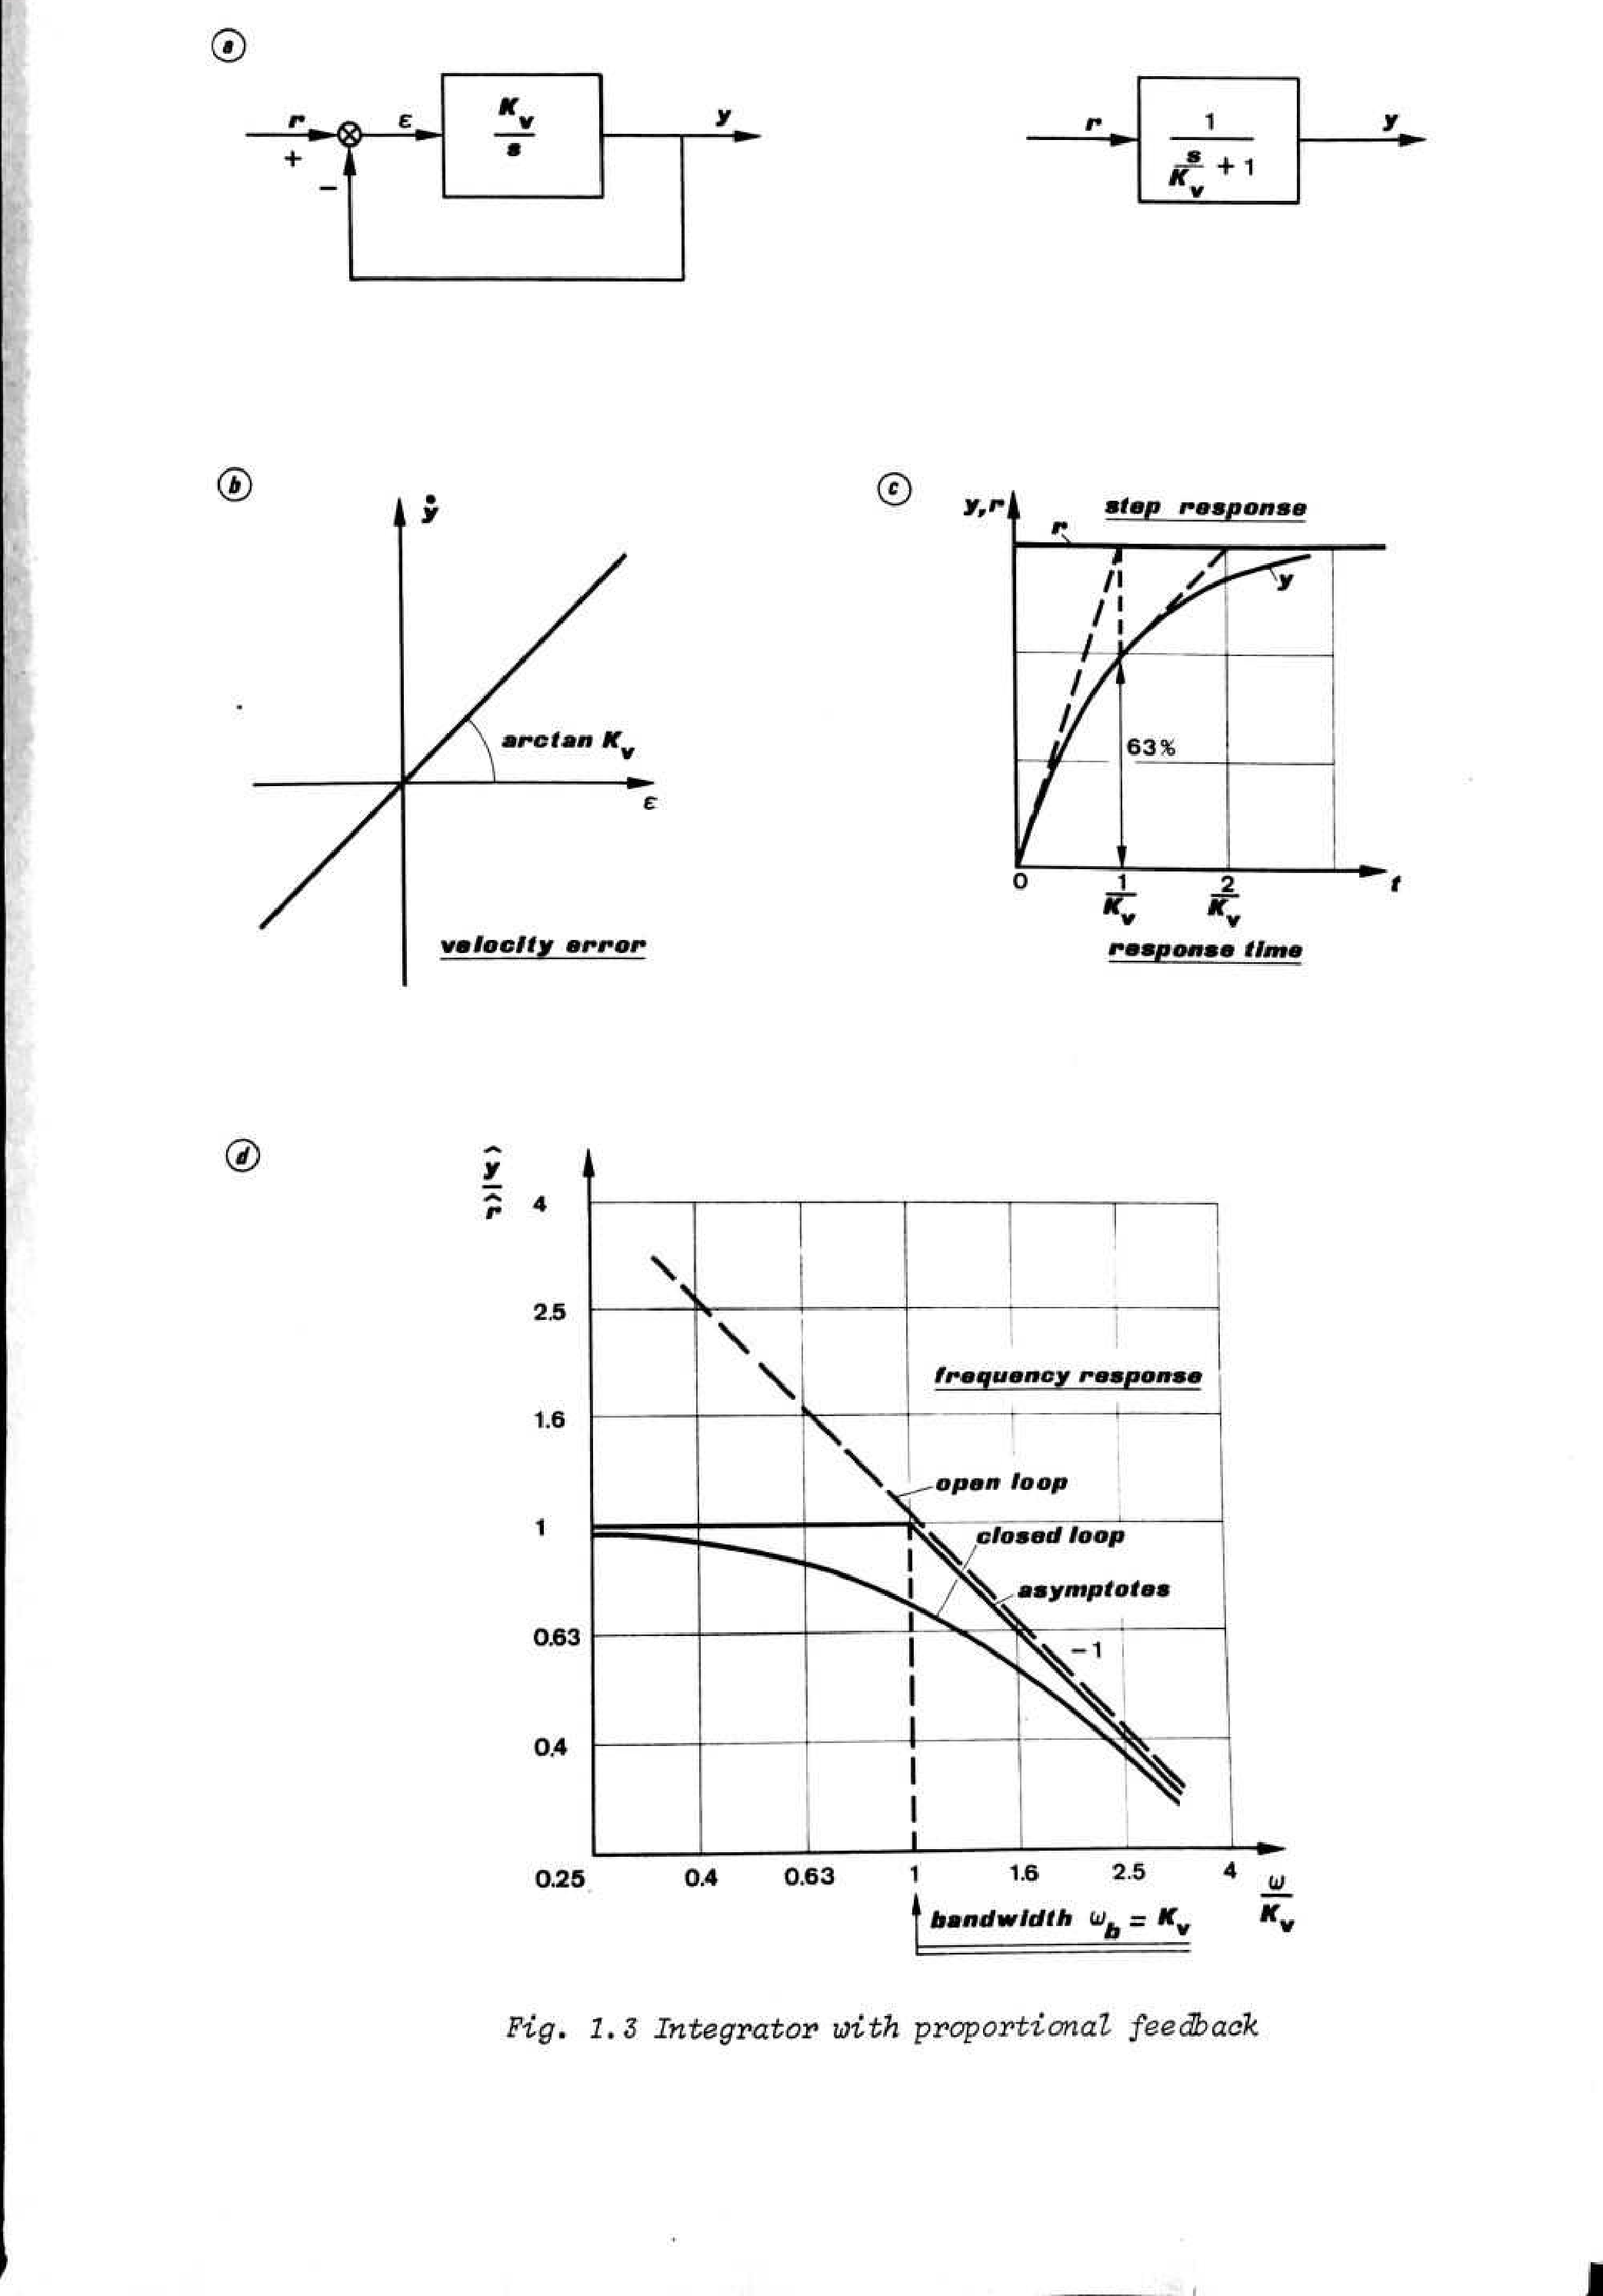 a
r
+
−
ε
K_v
s
y
r
1
s
K_v + 1
y
b
ẏ
arctan K_v
ε
velocity error
c
y,r
step response
r
y
63%
0
1
K_v
2
K_v
t
response time
d
ŷ
r̂
4
2.5
1.6
1
0.63
0.4
frequency response
open loop
closed loop
asymptotes
−1
0.25
0.4
0.63
1
1.6
2.5
4
ω
K_v
bandwidth ω_b = K_v
Fig. 1.3 Integrator with proportional feedback